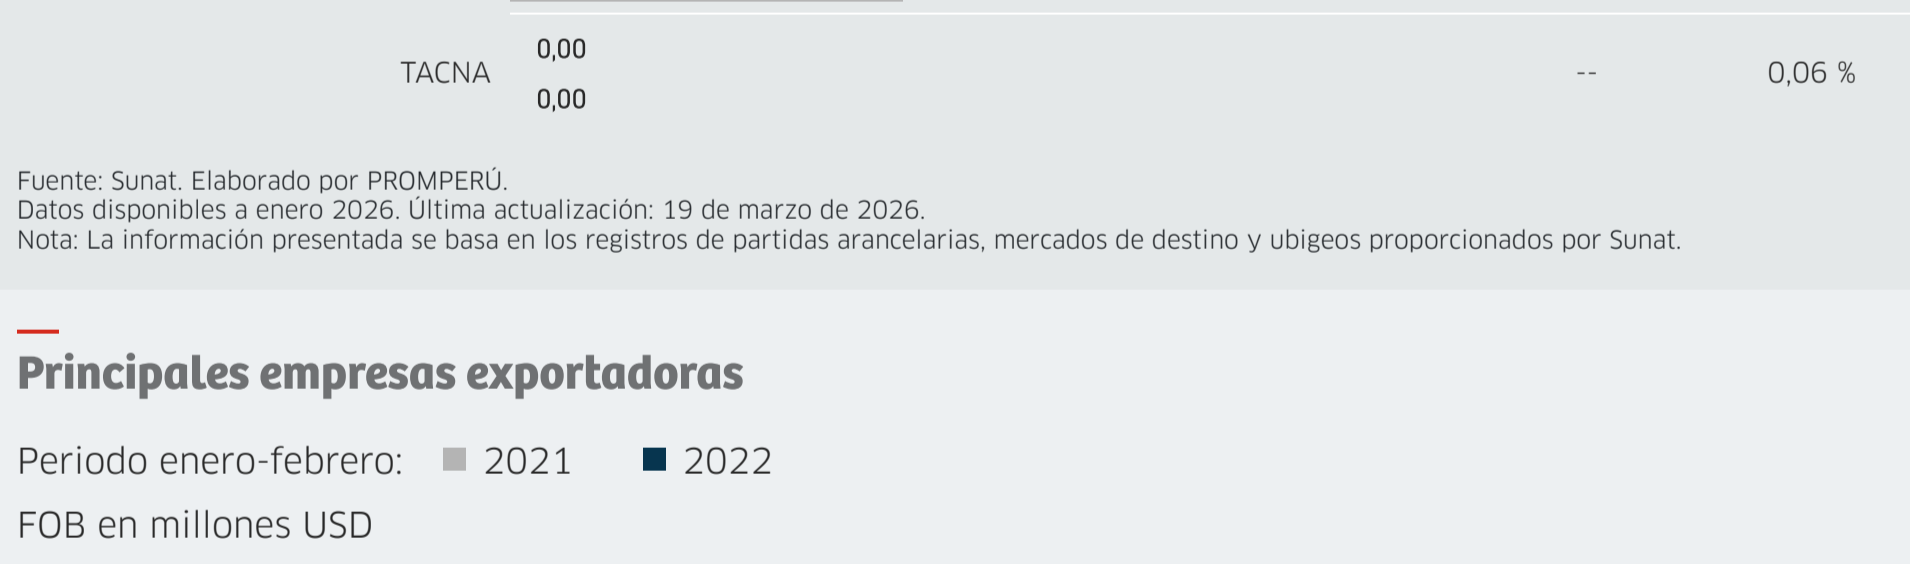 0,00
TACNA -- 0,06 %
0,00
Fuente: Sunat. Elaborado por PROMPERÚ.
Datos disponibles a enero 2026. Última actualización: 19 de marzo de 2026.
Nota: La información presentada se basa en los registros de partidas arancelarias, mercados de destino y ubigeos proporcionados por Sunat.
Principales empresas exportadoras
Periodo enero-febrero: 2021 2022
FOB en millones USD